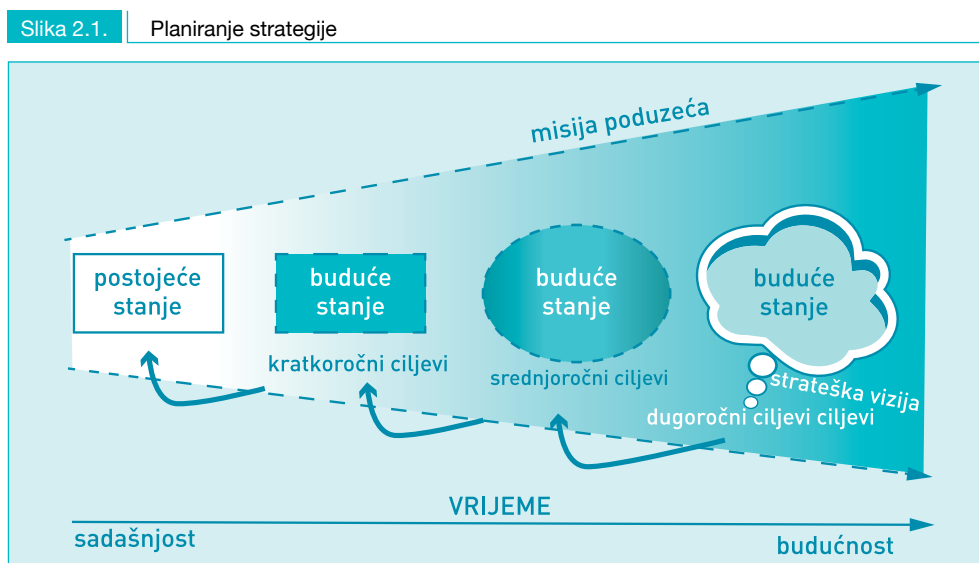 Slika 2.1.
Planiranje strategije
misija poduzeća
postojeće
stanje
buduće
stanje
kratkoročni ciljevi
buduće
stanje
srednjoročni ciljevi
buduće
stanje
strateška vizija
dugoročni ciljevi ciljevi
VRIJEME
sadašnjost
budućnost